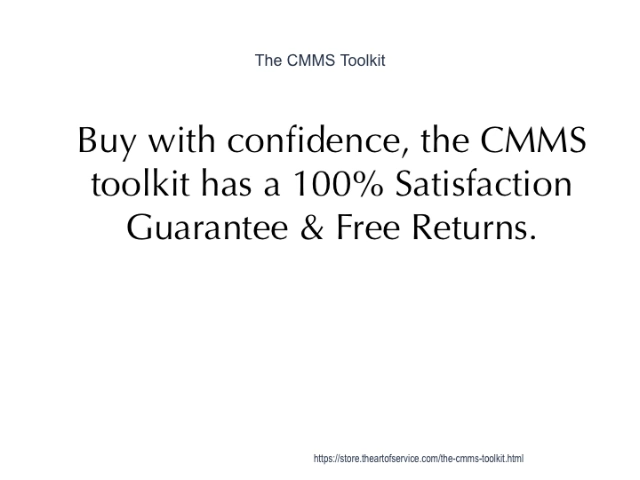 The CMMS Toolkit
Buy with confidence, the CMMS
toolkit has a 100% Satisfaction
Guarantee & Free Returns.
https://store.theartofservice.com/the-cmms-toolkit.html